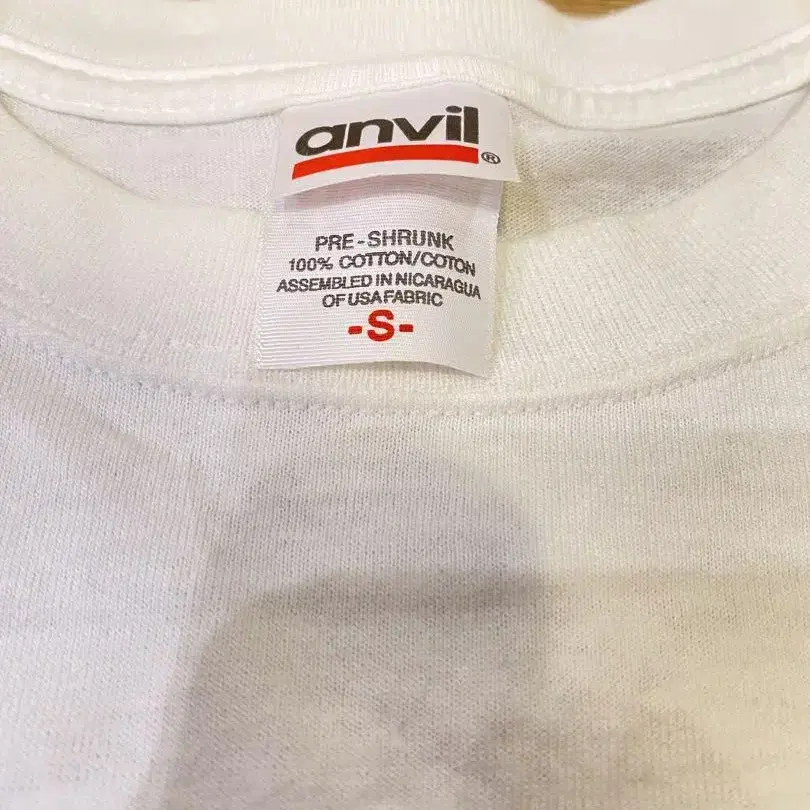 anvil®
PRE-SHRUNK
100% COTTON/COTON
ASSEMBLED IN NICARAGUA
OF USA FABRIC
-S-